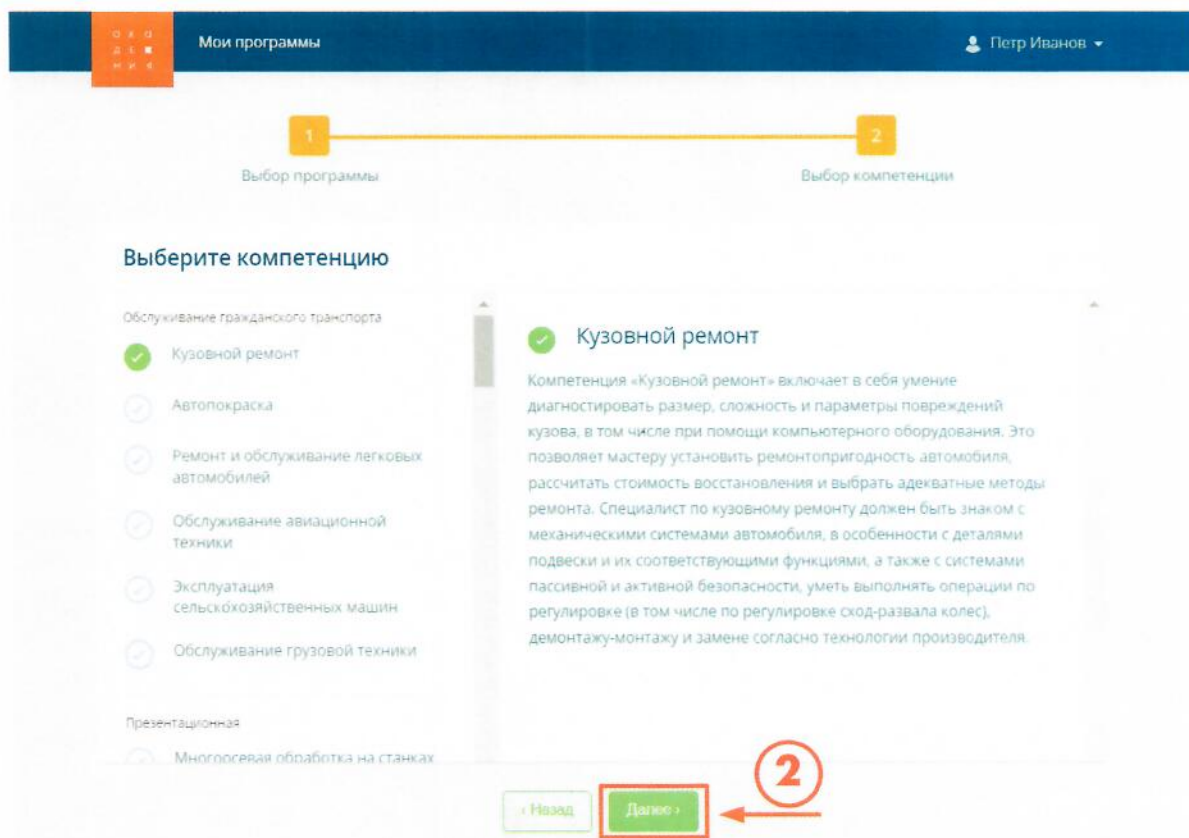 АКАДЕМИЯ
Мои программы
Петр Иванов
1
2
Выбор программы
Выбор компетенции
Выберите компетенцию
Обслуживание гражданского транспорта
Кузовной ремонт
Автопокраска
Ремонт и обслуживание легковых
автомобилей
Обслуживание авиационной
техники
Эксплуатация
сельскохозяйственных машин
Обслуживание грузовой техники
Презентационная
Многоосевая обработка на станках
Кузовной ремонт
Компетенция «Кузовной ремонт» включает в себя умение
диагностировать размер, сложность и параметры повреждений
кузова, в том числе при помощи компьютерного оборудования. Это
позволяет мастеру установить ремонтопригодность автомобиля,
рассчитать стоимость восстановления и выбрать адекватные методы
ремонта. Специалист по кузовному ремонту должен быть знаком с
механическими системами автомобиля, в особенности с деталями
подвески и их соответствующими функциями, а также с системами
пассивной и активной безопасности, уметь выполнять операции по
регулировке (в том числе по регулировке сход-развала колес),
демонтажу-монтажу и замене согласно технологии производителя.
‹ Назад
Далее ›
2